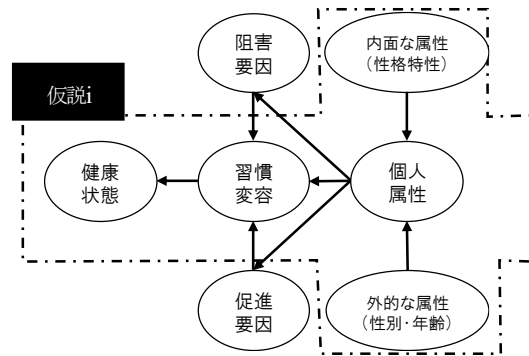 阻害
要因
内面な属性
(性格特性)
仮説i
健康
状態
習慣
変容
個人
属性
促進
要因
外的な属性
(性別・年齢)